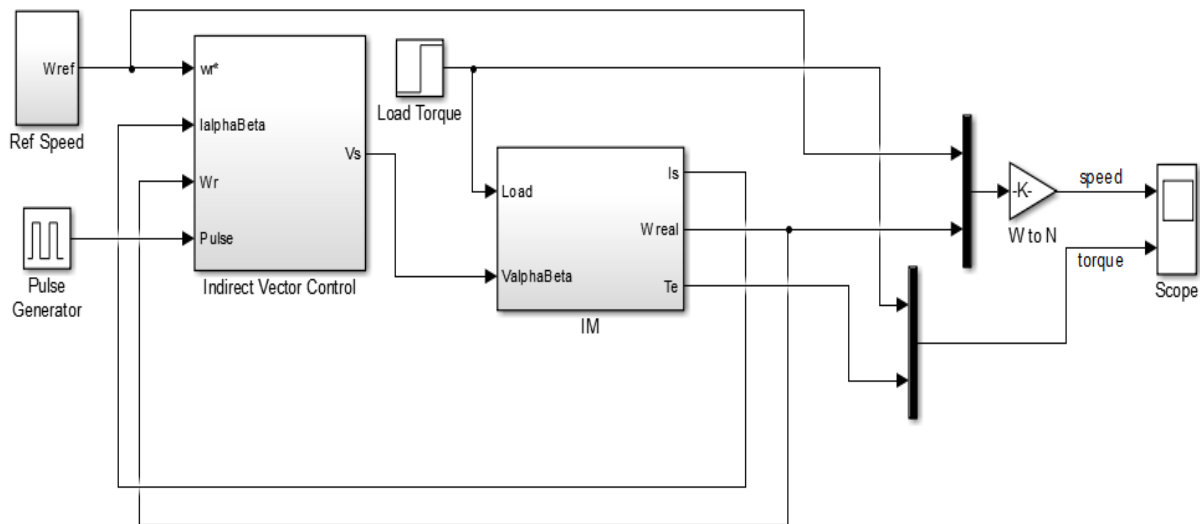 Wref
Ref Speed
Pulse
Generator
wr*
IalphaBeta
Wr
Pulse
Vs
Indirect Vector Control
Load Torque
Load
ValphaBeta
Is
Wreal
Te
IM
-K-
W to N
speed
torque
Scope